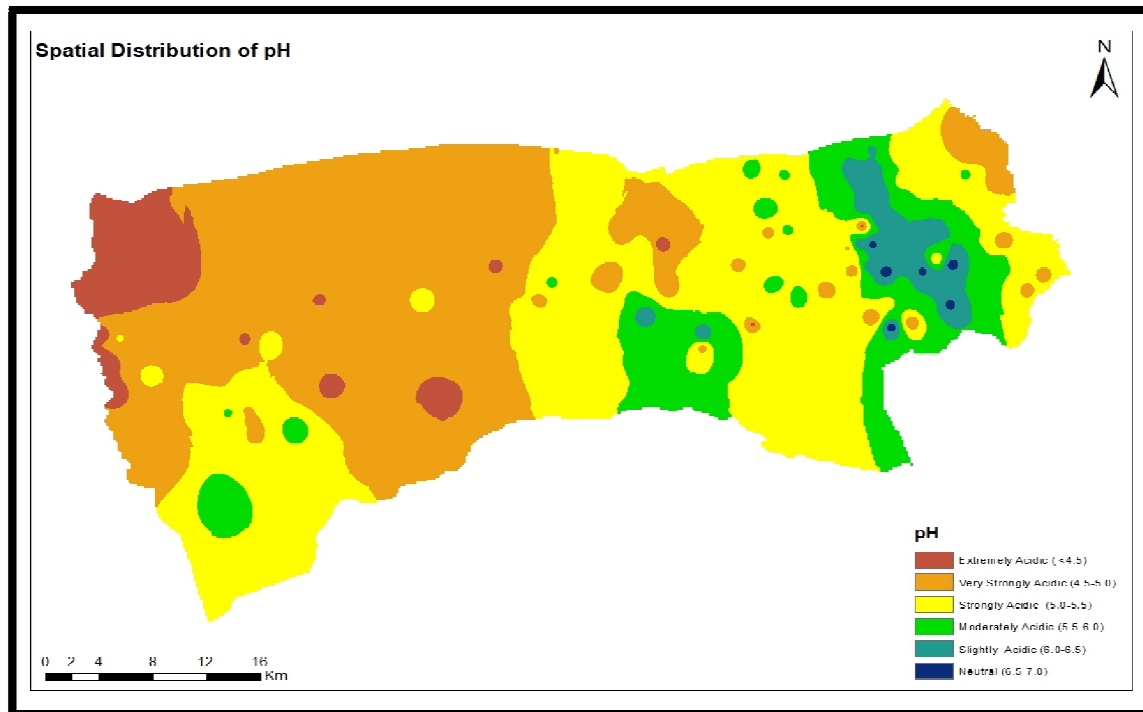 Spatial Distribution of pH
N
pH
Extremely Acidic (<4.5)
Very Strongly Acidic (4.5-5.0)
Strongly Acidic (5.0-5.5)
Moderately Acidic (5.5-6.0)
Slightly Acidic (6.0-6.5)
Neutral (6.5-7.0)
0 2 4 8 12 16
Km